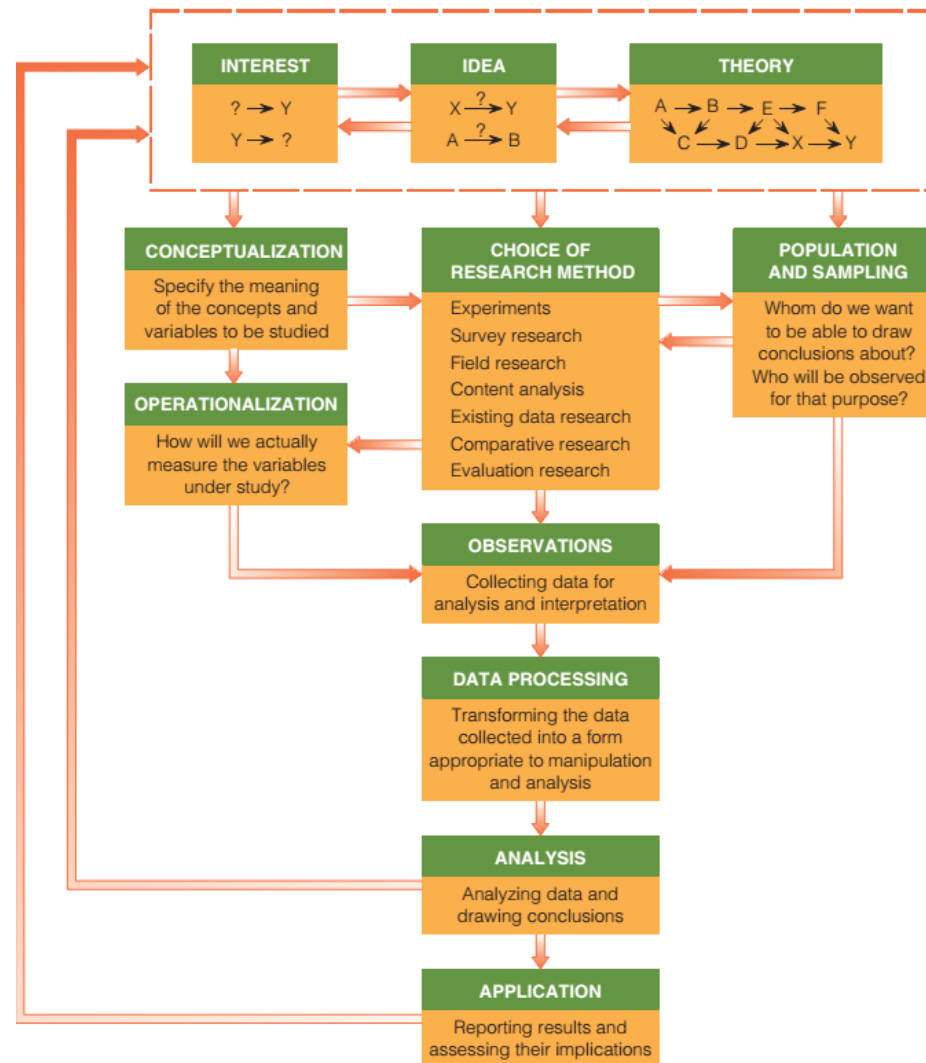 INTEREST
? → Y
Y → ?
IDEA
?
X → Y
?
A → B
THEORY
A → B → E → F
C → D → X → Y
CONCEPTUALIZATION
Specify the meaning
of the concepts and
variables to be studied
OPERATIONALIZATION
How will we actually
measure the variables
under study?
CHOICE OF
RESEARCH METHOD
Experiments
Survey research
Field research
Content analysis
Existing data research
Comparative research
Evaluation research
POPULATION
AND SAMPLING
Whom do we want
to be able to draw
conclusions about?
Who will be observed
for that purpose?
OBSERVATIONS
Collecting data for
analysis and interpretation
DATA PROCESSING
Transforming the data
collected into a form
appropriate to manipulation
and analysis
ANALYSIS
Analyzing data and
drawing conclusions
APPLICATION
Reporting results and
assessing their implications